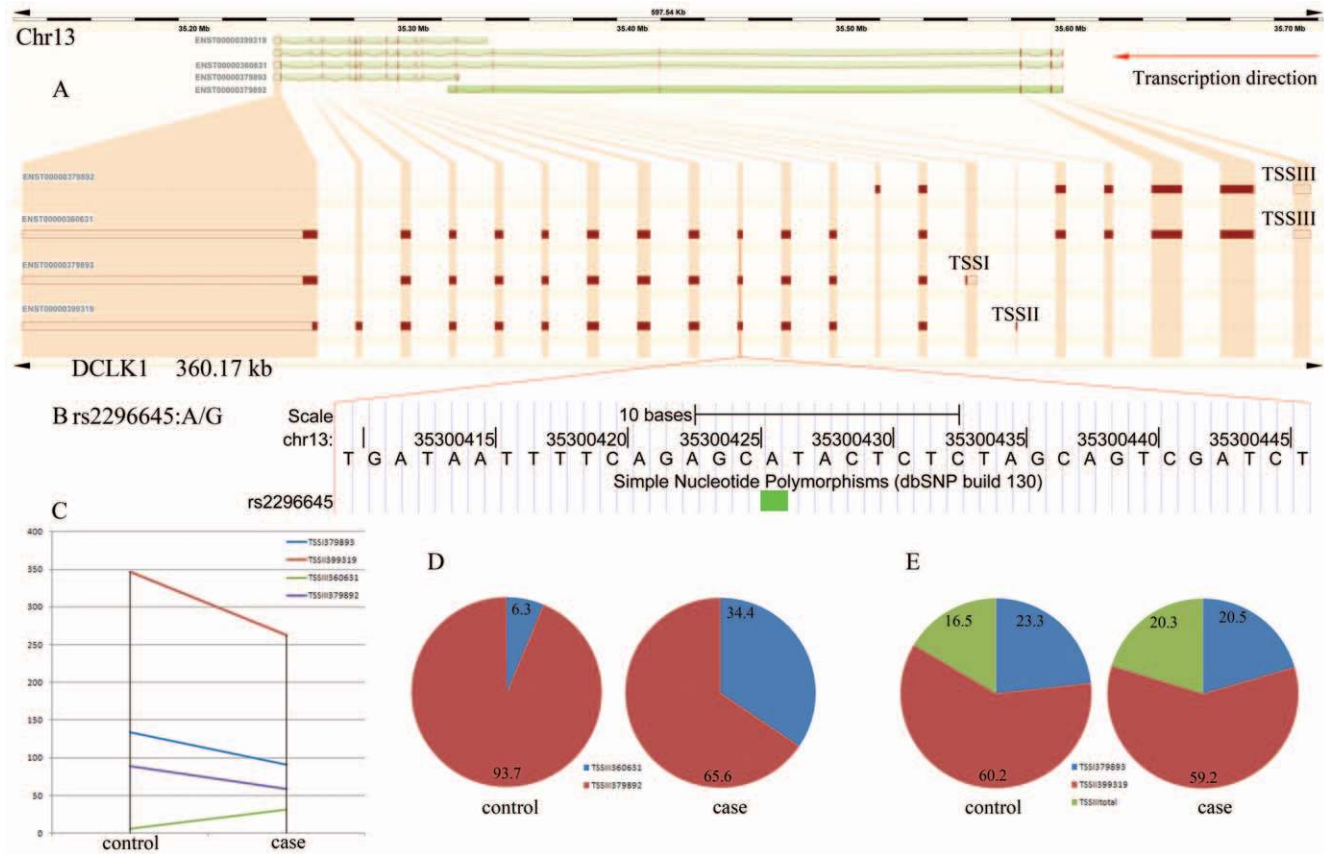 597.54 Kb
35.20 Mb 35.30 Mb 35.40 Mb 35.50 Mb 35.60 Mb 35.70 Mb
Chr13
ENST00000399319
ENST00000360631
ENST00000379893
ENST00000379892
Transcription direction
A
ENST00000379892
TSSIII
ENST00000360631
TSSIII
ENST00000379893
TSSI
ENST00000399319
TSSII
DCLK1 360.17 kb
B rs2296645:A/G
Scale 10 bases
chr13: 35300415 35300420 35300425 35300430 35300435 35300440 35300445
T G A T A A T T T T C A G A G C A T A C T C T C T A G C A G T C G A T C T
Simple Nucleotide Polymorphisms (dbSNP build 130)
rs2296645
C
400
350
300
250
200
150
100
50
0
TSSI379893
TSSII399319
TSSIII360631
TSSIII379892
control case
D
6.3
93.7
control
34.4
65.6
case
TSSIII360631
TSSIII379892
E
16.5 23.3
60.2
control
20.3 20.5
59.2
case
TSSI379893
TSSII399319
TSSIIItotal